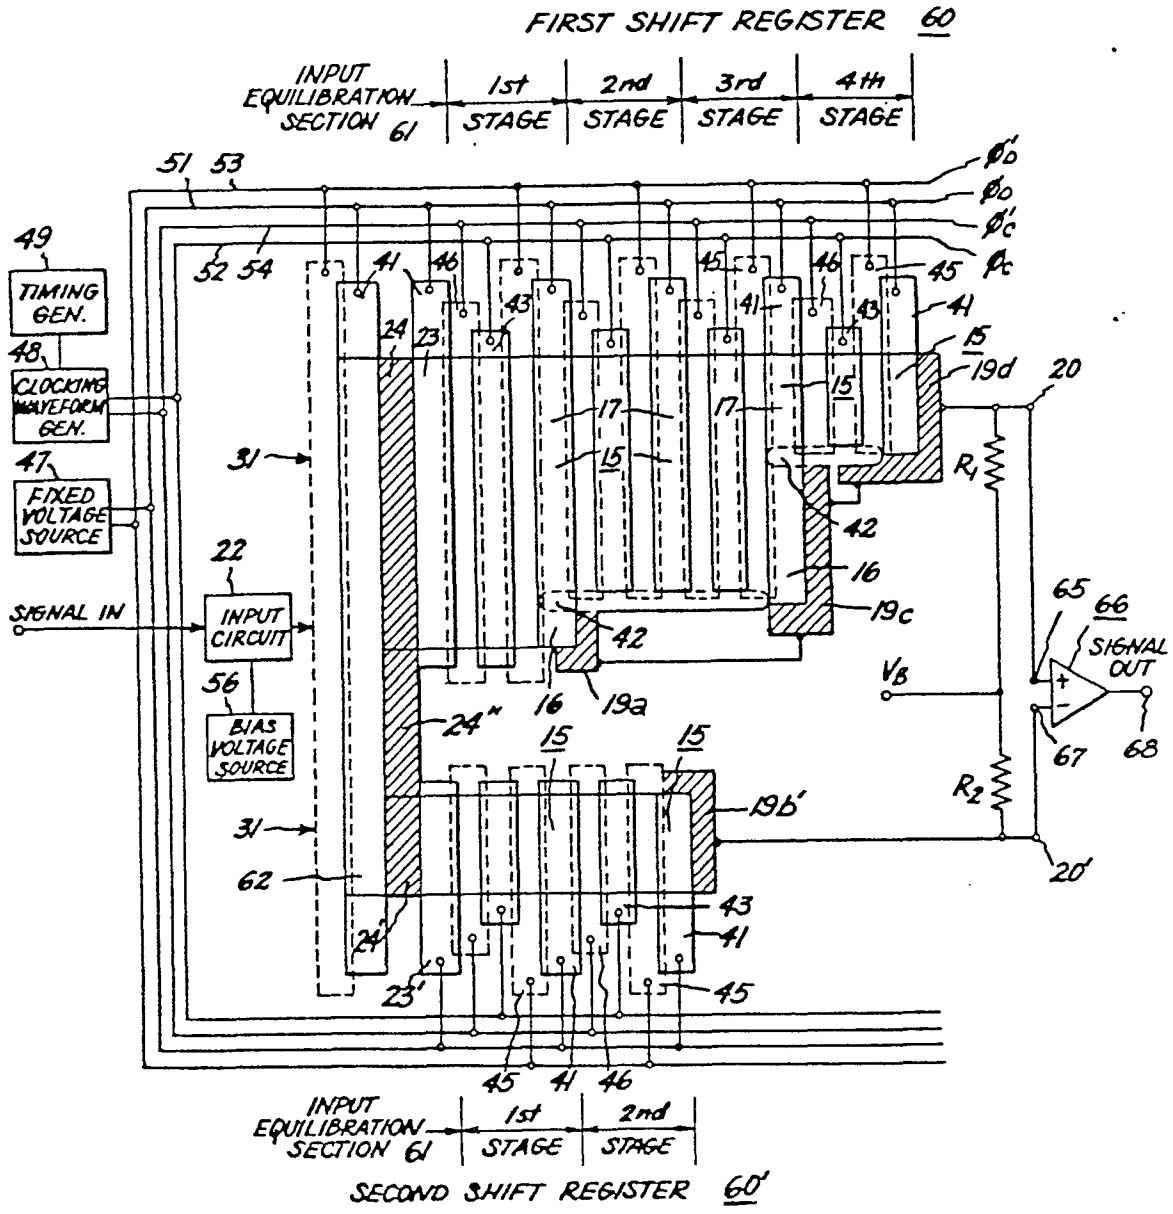 FIRST SHIFT REGISTER 60
INPUT EQUILIBRATION SECTION 61
1st STAGE
2nd STAGE
3rd STAGE
4th STAGE
51 53
ϕ'D
ϕD
ϕ'C
ϕC
52 54
49
TIMING GEN.
48
CLOCKING WAVEFORM GEN.
47
FIXED VOLTAGE SOURCE
41 46 43 45 41 46 43 45 41
24 23
15
19d
20
17 15 17 15
31
R1
42
22
SIGNAL IN
INPUT CIRCUIT
16
19c
42
65
66
SIGNAL OUT
56
BIAS VOLTAGE SOURCE
16
19a
VB
+
−
67
68
24"
15
15
R2
19b'
31
62
20'
24'
43
41
23'
45
45 41 46
INPUT EQUILIBRATION SECTION 61
1st STAGE
2nd STAGE
SECOND SHIFT REGISTER 60'